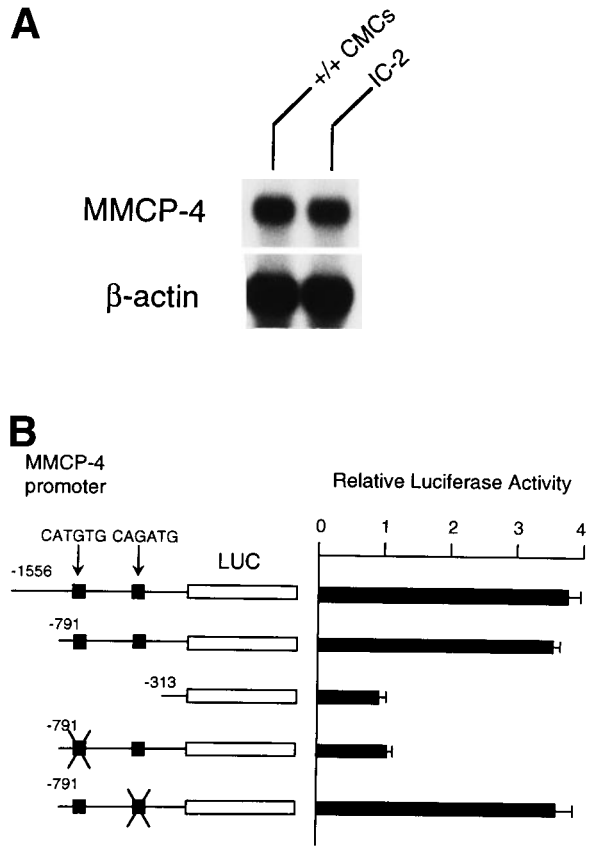 A
+/+ CMCs
IC-2
MMCP-4
β-actin
B
MMCP-4
promoter
Relative Luciferase Activity
0 1 2 3 4
CATGTG CAGATG
LUC
-1556
-791
-313
-791
-791